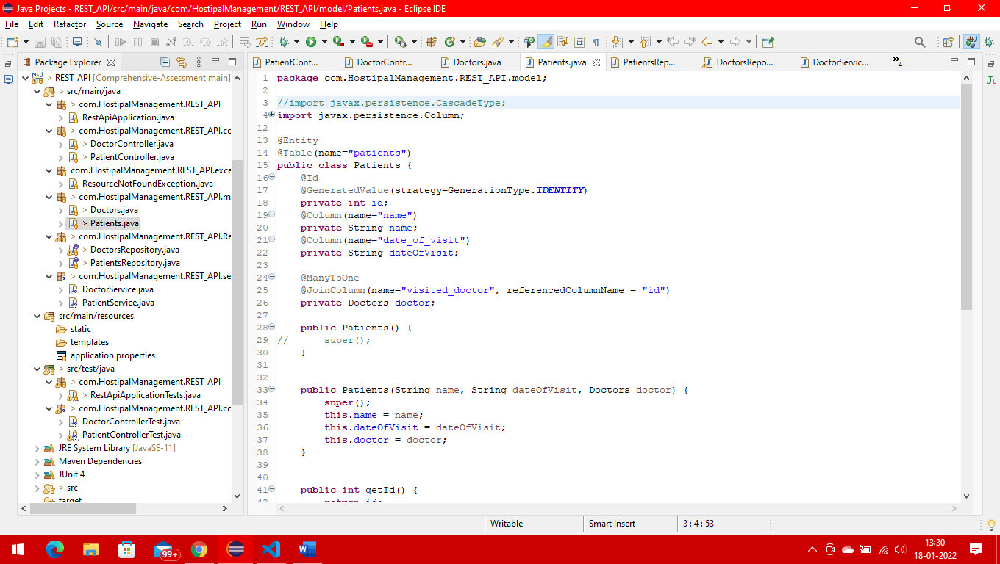 Java Projects - REST_API/src/main/java/com/HostipalManagement/REST_API/model/Patients.java - Eclipse IDE
File Edit Refactor Source Navigate Search Project Run Window Help
Package Explorer
PatientCont... DoctorContr... Doctors.java Patients.java PatientsRep... DoctorsRepo... DoctorServic... »4
> REST_API [Comprehensive-Assessment main]
> src/main/java
> com.HostipalManagement.REST_API
RestApiApplication.java
> com.HostipalManagement.REST_API.cc
> DoctorController.java
> PatientController.java
com.HostipalManagement.REST_API.exce
> ResourceNotFoundException.java
> com.HostipalManagement.REST_API.m
> Doctors.java
> Patients.java
> com.HostipalManagement.REST_API.Re
> DoctorsRepository.java
> PatientsRepository.java
> com.HostipalManagement.REST_API.se
DoctorService.java
PatientService.java
src/main/resources
static
templates
application.properties
> src/test/java
> com.HostipalManagement.REST_API
> RestApiApplicationTests.java
> com.HostipalManagement.REST_API.cc
DoctorControllerTest.java
PatientControllerTest.java
JRE System Library [JavaSE-11]
Maven Dependencies
JUnit 4
> src
target
1 package com.HostipalManagement.REST_API.model;
2
3 //import javax.persistence.CascadeType;
4 import javax.persistence.Column;
12
13 @Entity
14 @Table(name="patients")
15 public class Patients {
16 @Id
17 @GeneratedValue(strategy=GenerationType.IDENTITY)
18 private int id;
19 @Column(name="name")
20 private String name;
21 @Column(name="date_of_visit")
22 private String dateOfVisit;
23
24 @ManyToOne
25 @JoinColumn(name="visited_doctor", referencedColumnName = "id")
26 private Doctors doctor;
27
28 public Patients() {
29 // super();
30 }
31
32
33 public Patients(String name, String dateOfVisit, Doctors doctor) {
34 super();
35 this.name = name;
36 this.dateOfVisit = dateOfVisit;
37 this.doctor = doctor;
38 }
39
40
41 public int getId() {
42 return id;
Writable Smart Insert 3 : 4 : 53
99+
13:30
18-01-2022